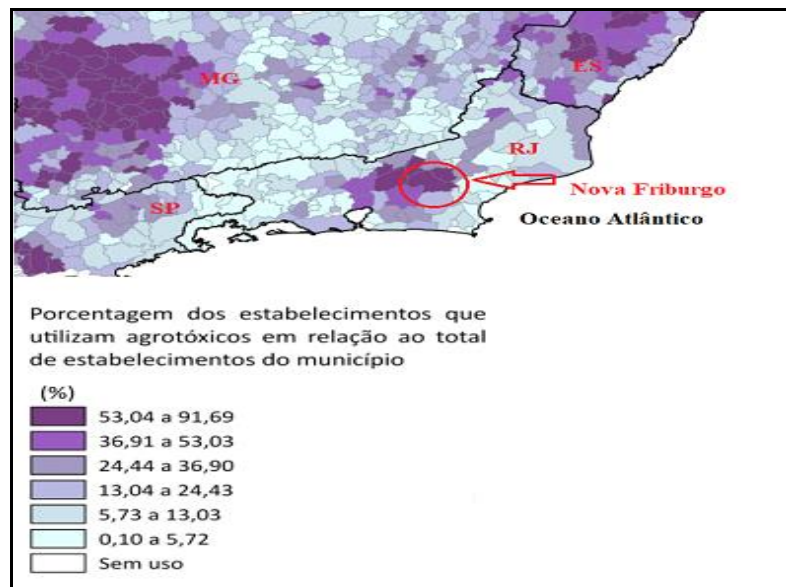 MG
ES
RJ
SP
Nova Friburgo
Oceano Atlântico
Porcentagem dos estabelecimentos que
utilizam agrotóxicos em relação ao total
de estabelecimentos do município
(%)
53,04 a 91,69
36,91 a 53,03
24,44 a 36,90
13,04 a 24,43
5,73 a 13,03
0,10 a 5,72
Sem uso